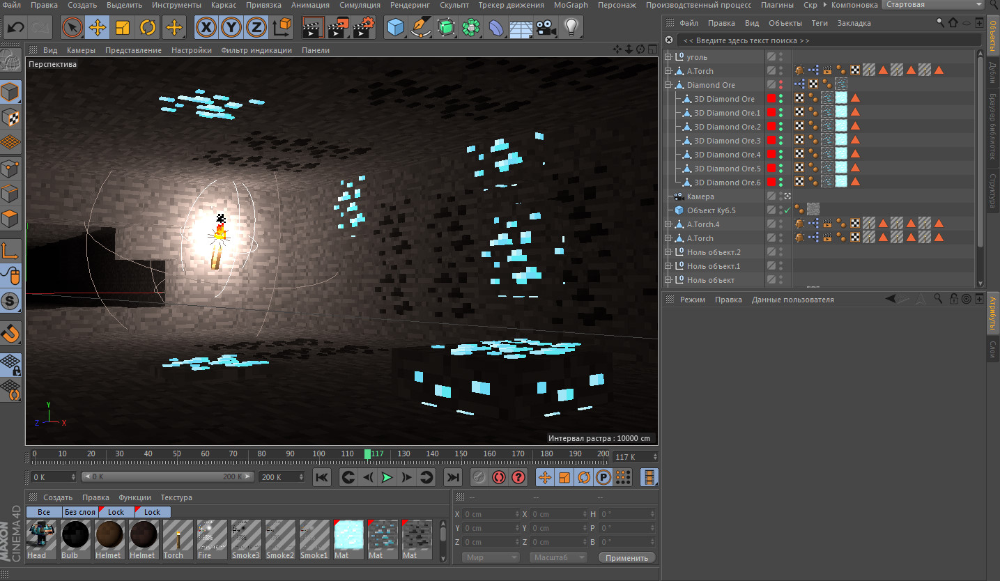 Файл Правка Создать Выделить Инструменты Каркас Привязка Анимация Симуляция Рендеринг Скульпт Трекер движения MoGraph Персонаж Производственный процесс Плагины Скр Компоновка Стартовая
X Y Z
Вид Камеры Представление Настройки Фильтр индикации Панели
Перспектива
Y
Z X
Интервал растра : 10000 cm
S
Файл Правка Вид Объекты Теги Закладка
<< Введите здесь текст поиска >>
уголь
A.Torch
Diamond Ore
3D Diamond Ore
3D Diamond Ore.1
3D Diamond Ore.2
3D Diamond Ore.3
3D Diamond Ore.4
3D Diamond Ore.5
3D Diamond Ore.6
Камера
Объект Куб.5
A.Torch.4
A.Torch
Ноль объект.2
Ноль объект.1
Ноль объект
Объекты
Дубли
Браузер библиотек
Структура
Режим Правка Данные пользователя
Атрибуты
Слои
0 10 20 30 40 50 60 70 80 90 100 110 117 130 140 150 160 170 180 190 200
117 K
0 K
0 K 200 K
200 K
P
Создать Правка Функции Текстура
Все Без слоя Lock Lock
Head Bulb Helmet Helmet Torch Fire Smoke3 Smoke2 Smoke1 Mat Mat Mat
-- -- --
X 0 cm X 0 cm H 0 °
Y 0 cm Y 0 cm P 0 °
Z 0 cm Z 0 cm B 0 °
Мир Масштаб Применить
MAXON
CINEMA 4D